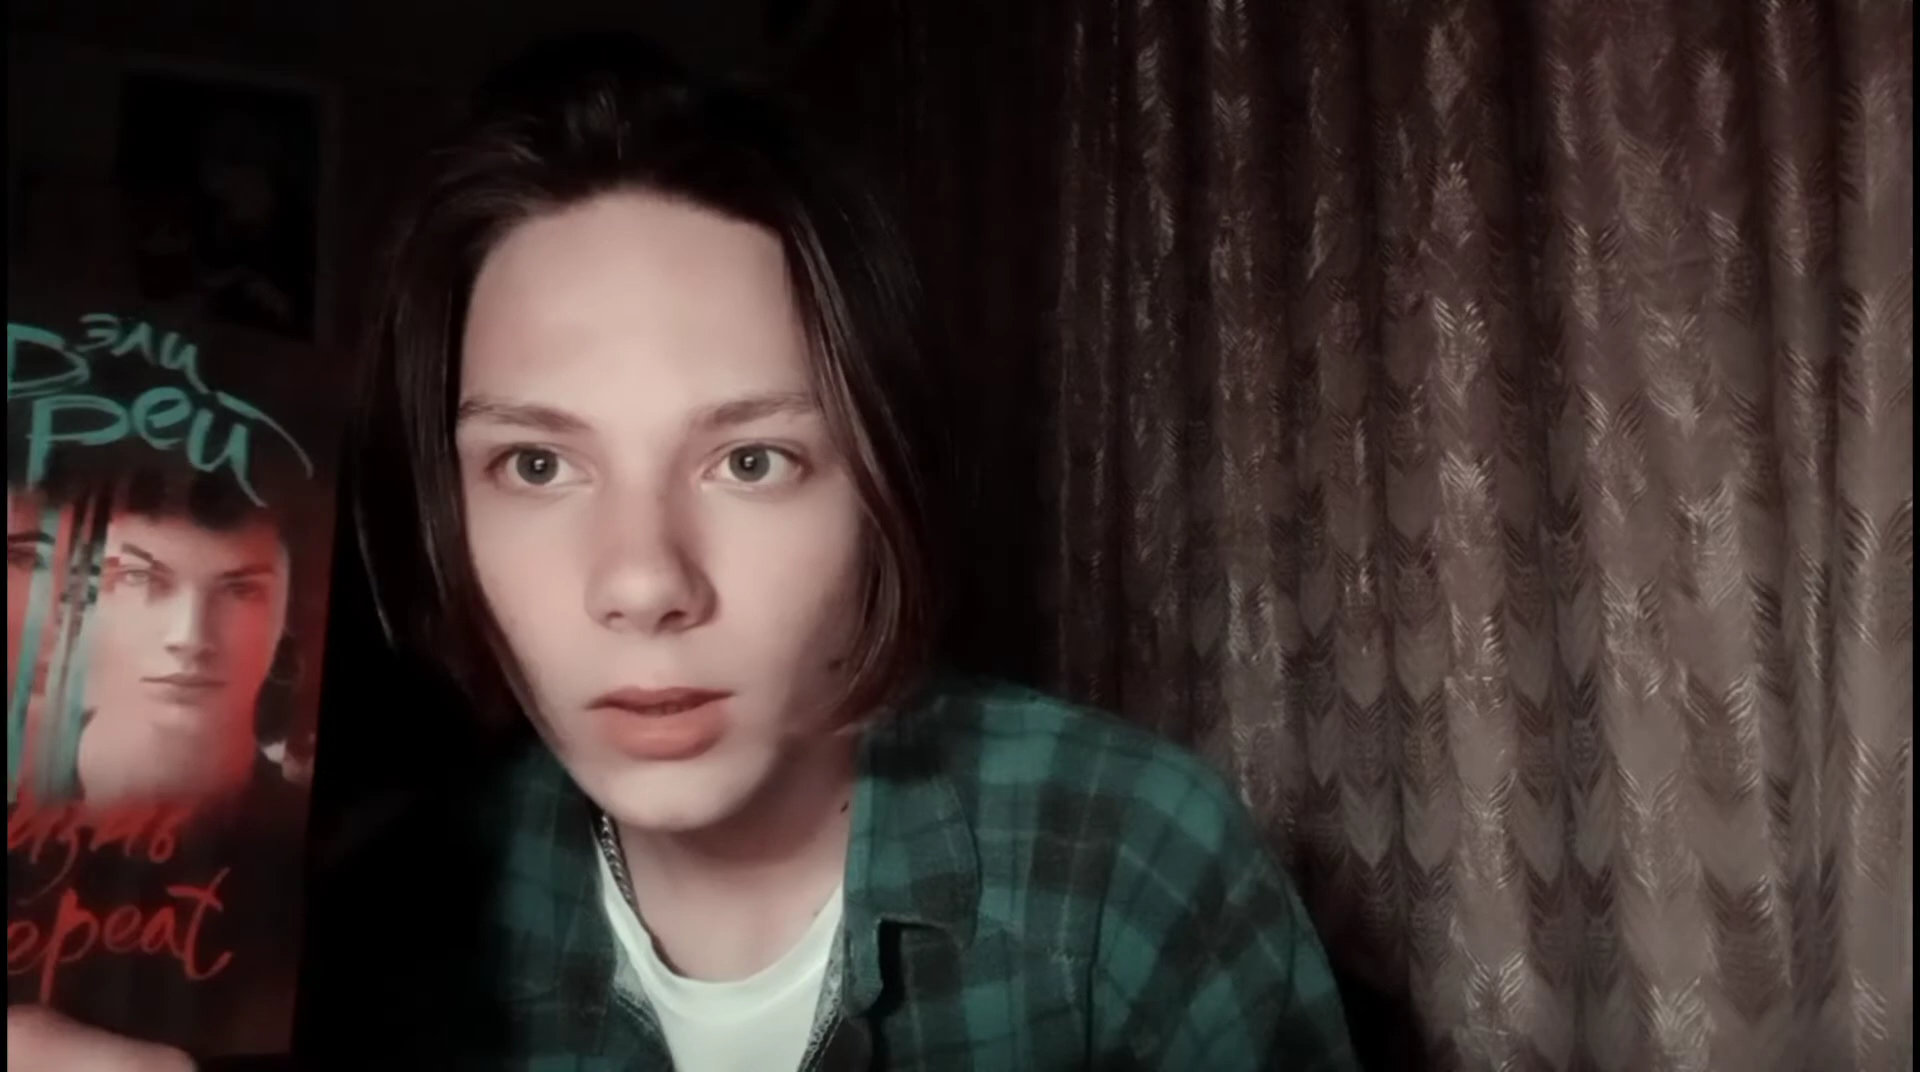 эли
рей
изнь
epeat